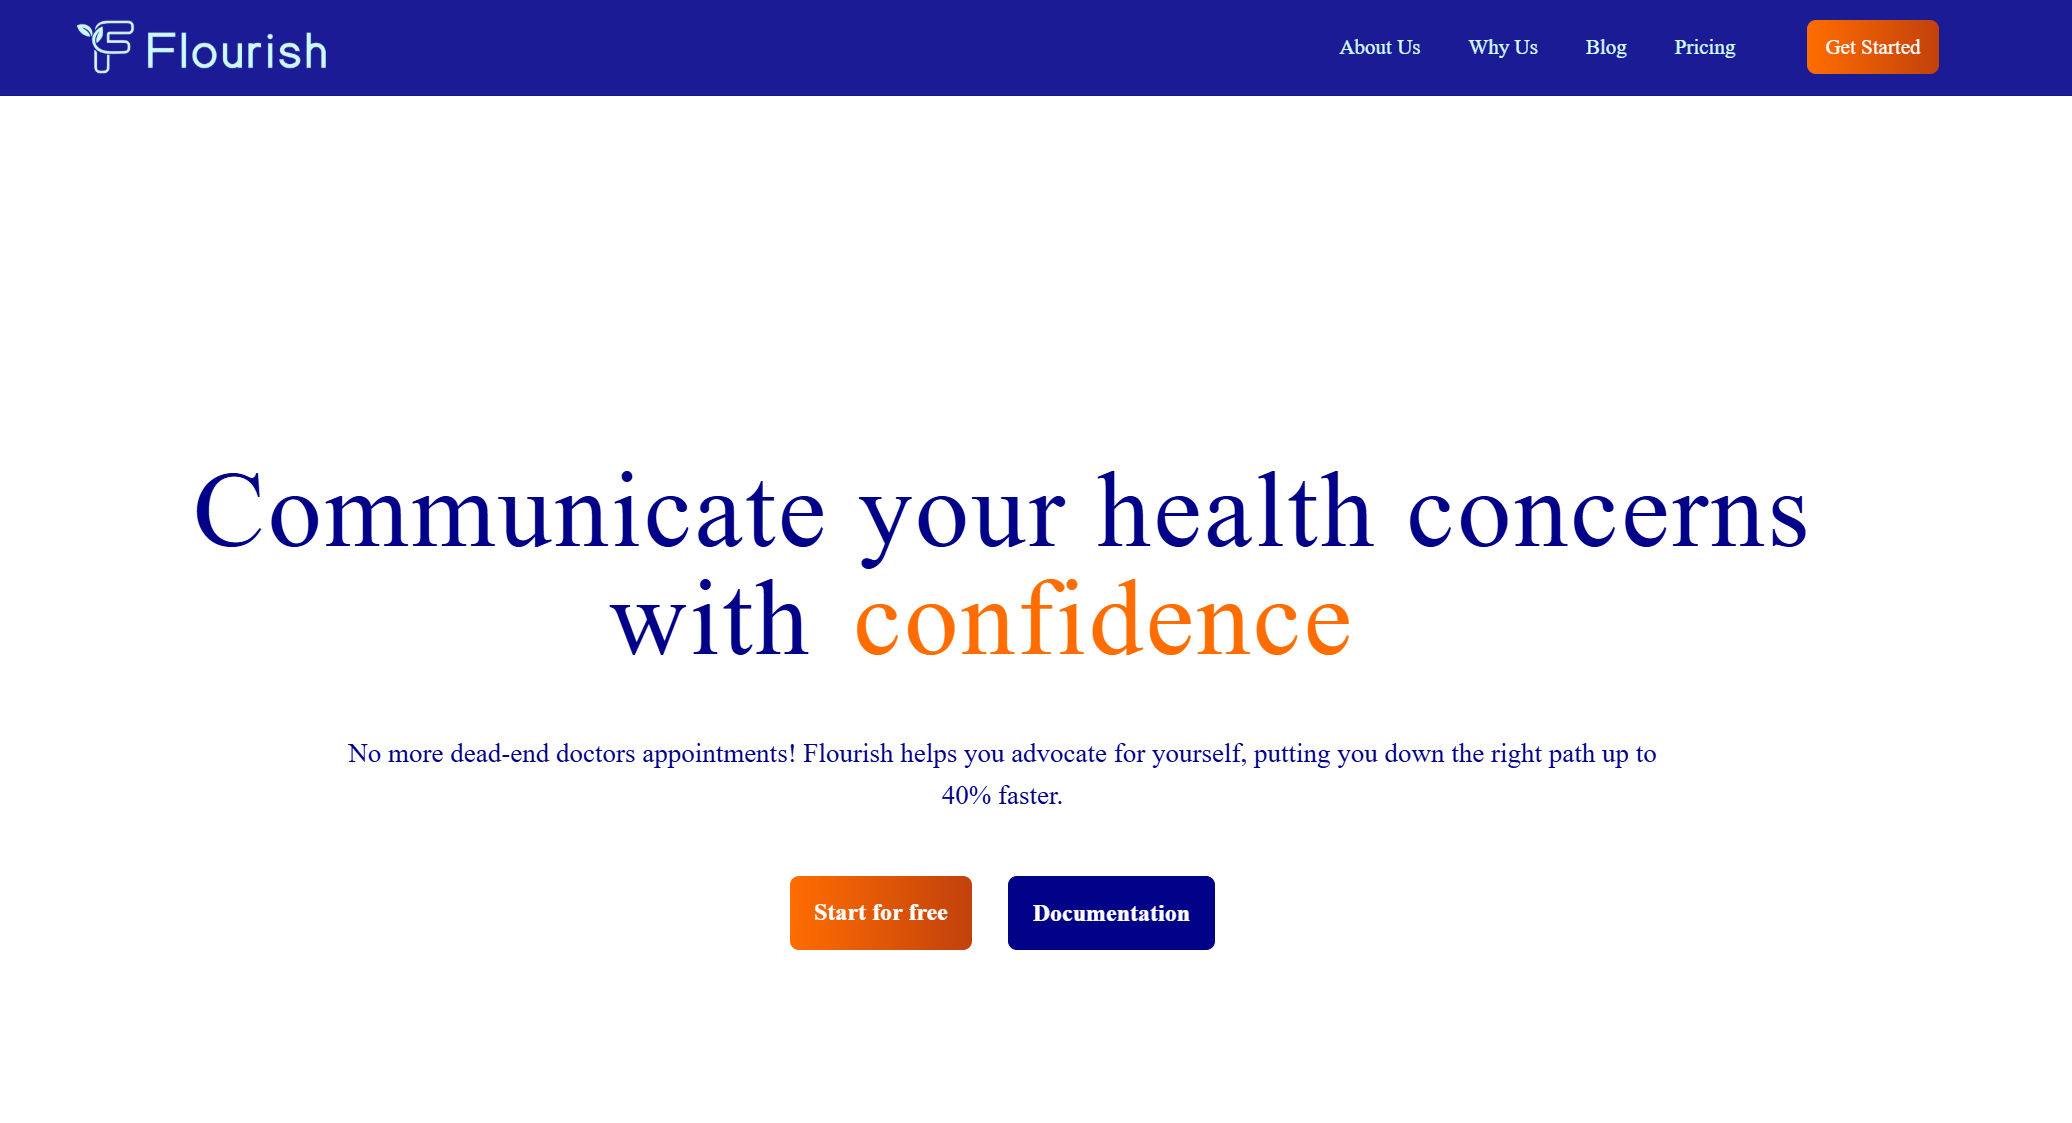 Flourish
About Us
Why Us
Blog
Pricing
Get Started
Communicate your health concerns
with confidence
No more dead-end doctors appointments! Flourish helps you advocate for yourself, putting you down the right path up to
40% faster.
Start for free
Documentation